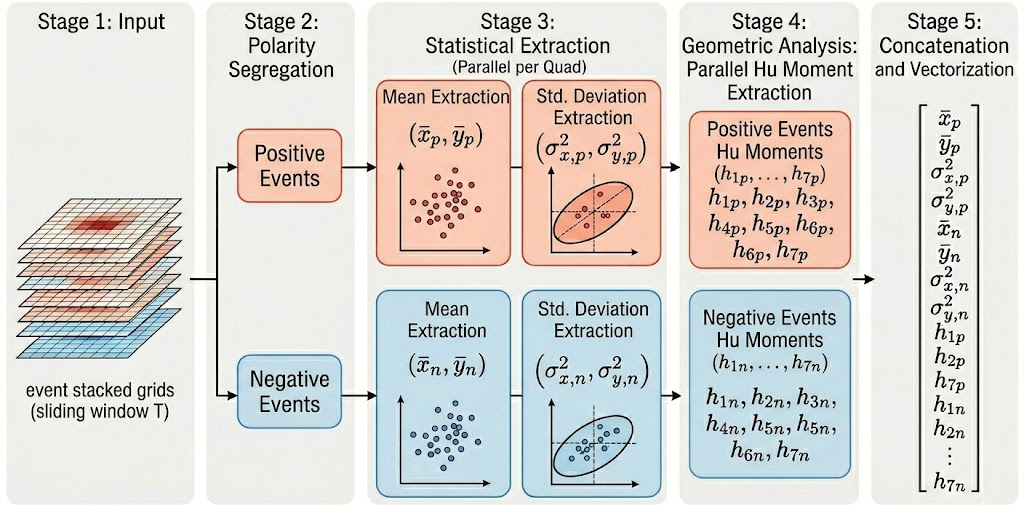 Stage 1: Input
event stacked grids
(sliding window T)
Stage 2:
Polarity
Segregation
Positive
Events
Negative
Events
Stage 3:
Statistical Extraction
(Parallel per Quad)
Mean Extraction
(x̄ₚ, ȳₚ)
Std. Deviation
Extraction
(σ²ₓ,ₚ, σ²_y,ₚ)
Mean
Extraction
(x̄ₙ, ȳₙ)
Std. Deviation
Extraction
(σ²ₓ,ₙ, σ²_y,ₙ)
Stage 4:
Geometric Analysis:
Parallel Hu Moment
Extraction
Positive Events
Hu Moments
(h₁ₚ, . . . , h₇ₚ)
h₁ₚ, h₂ₚ, h₃ₚ,
h₄ₚ, h₅ₚ, h₆ₚ,
h₆ₚ, h₇ₚ
Negative Events
Hu Moments
(h₁ₙ, . . . , h₇ₙ)
h₁ₙ, h₂ₙ, h₃ₙ,
h₄ₙ, h₅ₙ, h₅ₙ,
h₆ₙ, h₇ₙ
Stage 5:
Concatenation
and Vectorization
x̄ₚ
ȳₚ
σ²ₓ,ₚ
σ²_y,ₚ
x̄ₙ
ȳₙ
σ²ₓ,ₙ
σ²_y,ₙ
h₁ₚ
h₂ₚ
h₇ₚ
h₁ₙ
h₂ₙ
⋮
h₇ₙ